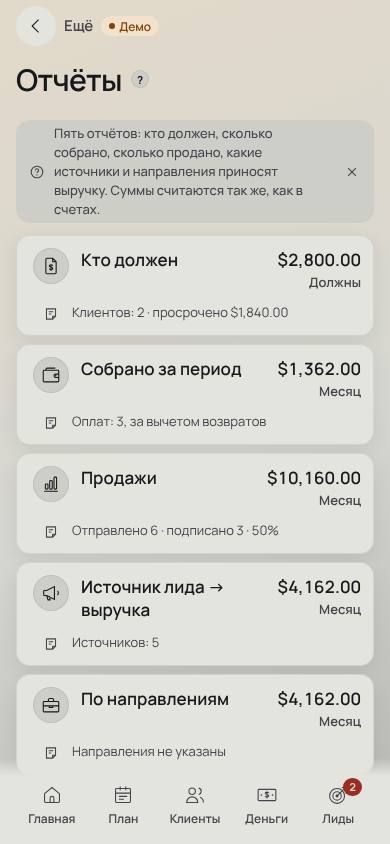 Ещё
Демо
Отчёты
?
Пять отчётов: кто должен, сколько
собрано, сколько продано, какие
источники и направления приносят
выручку. Суммы считаются так же, как в
счетах.
Кто должен
$2,800.00
Должны
Клиентов: 2 · просрочено $1,840.00
Собрано за период
$1,362.00
Месяц
Оплат: 3, за вычетом возвратов
Продажи
$10,160.00
Месяц
Отправлено 6 · подписано 3 · 50%
Источник лида →
выручка
$4,162.00
Месяц
Источников: 5
По направлениям
$4,162.00
Месяц
Направления не указаны
2
Главная
План
Клиенты
Деньги
Лиды